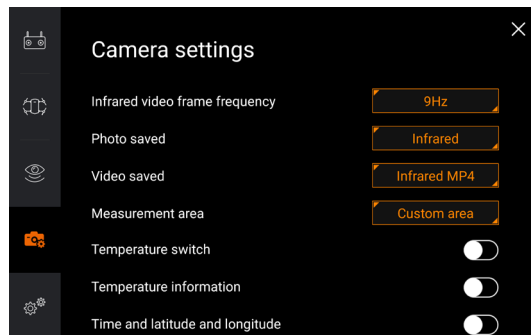 Camera settings
Infrared video frame frequency 9Hz
Photo saved Infrared
Video saved Infrared MP4
Measurement area Custom area
Temperature switch
Temperature information
Time and latitude and longitude